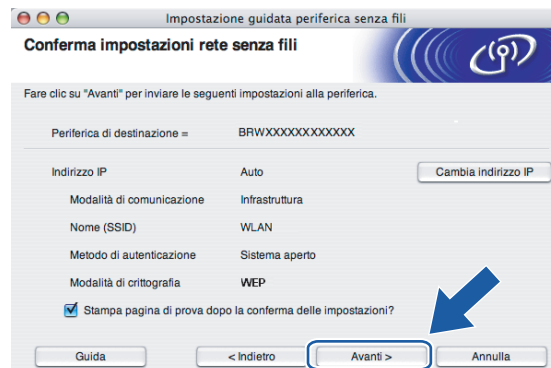 Impostazione guidata periferica senza fili
Conferma impostazioni rete senza fili
Fare clic su "Avanti" per inviare le seguenti impostazioni alla periferica.
Periferica di destinazione = BRWXXXXXXXXXXXX
Indirizzo IP Auto Cambia indirizzo IP
Modalità di comunicazione Infrastruttura
Nome (SSID) WLAN
Metodo di autenticazione Sistema aperto
Modalità di crittografia WEP
Stampa pagina di prova dopo la conferma delle impostazioni?
Guida < Indietro Avanti > Annulla